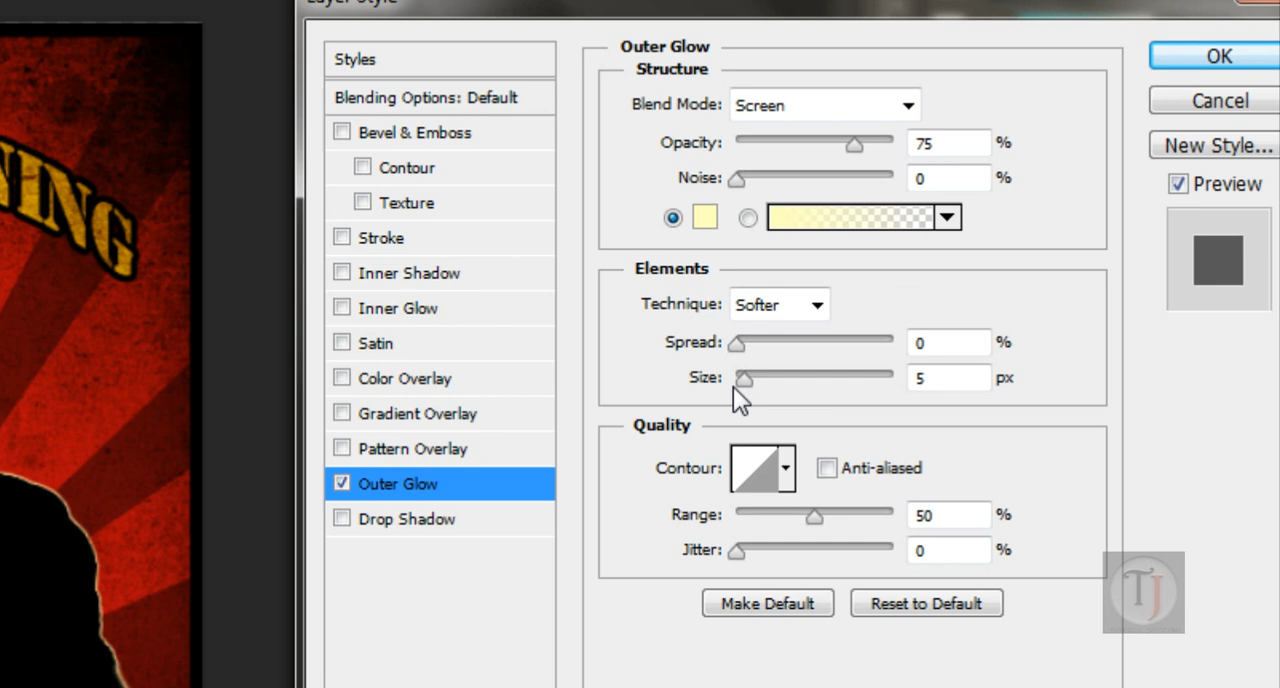 Layer Style
NING
Styles
Blending Options: Default
Bevel & Emboss
Contour
Texture
Stroke
Inner Shadow
Inner Glow
Satin
Color Overlay
Gradient Overlay
Pattern Overlay
Outer Glow
Drop Shadow
Outer Glow
Structure
Blend Mode: Screen
Opacity: 75 %
Noise: 0 %
Elements
Technique: Softer
Spread: 0 %
Size: 5 px
Quality
Contour: Anti-aliased
Range: 50 %
Jitter: 0 %
Make Default Reset to Default
OK
Cancel
New Style...
Preview
TJ